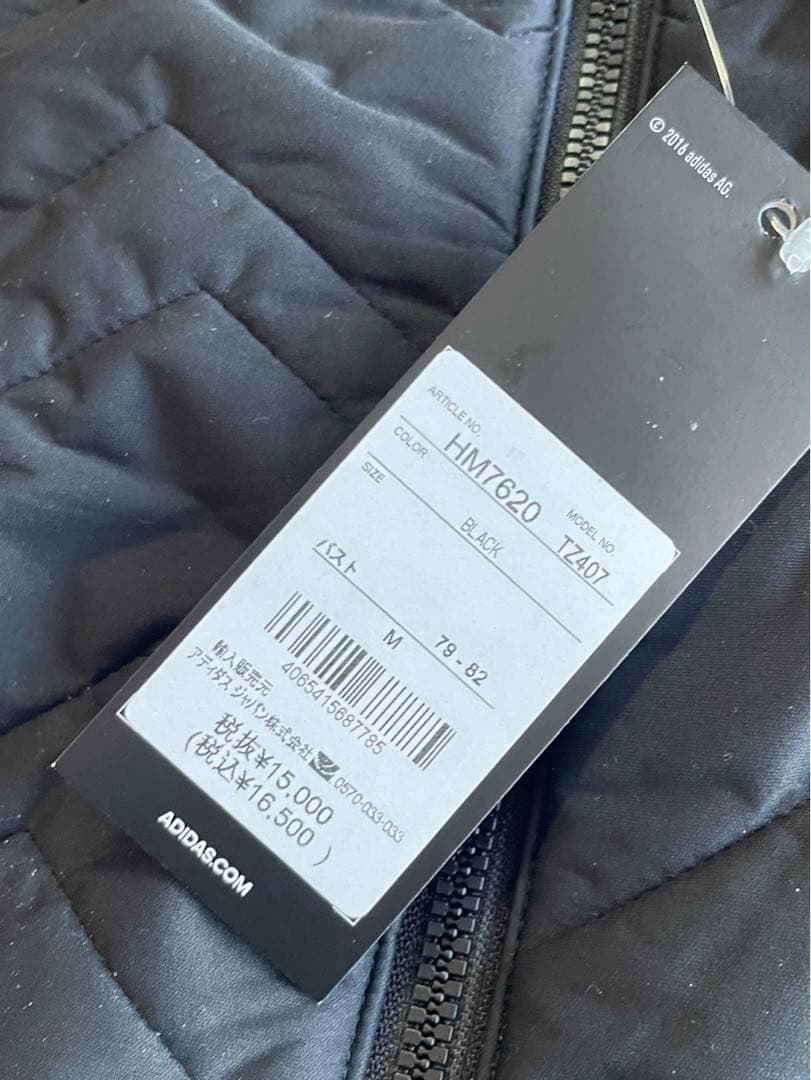 © 2016 adidas AG.
ARTICLE NO. MODEL NO.
HM7620 TZ407
COLOR
BLACK
SIZE
バスト 79-82
M
4065415687785
輸入販売元
アディダス ジャパン株式会社 0570-033-033
税抜¥15,000
(税込¥16,500 )
ADIDAS.COM